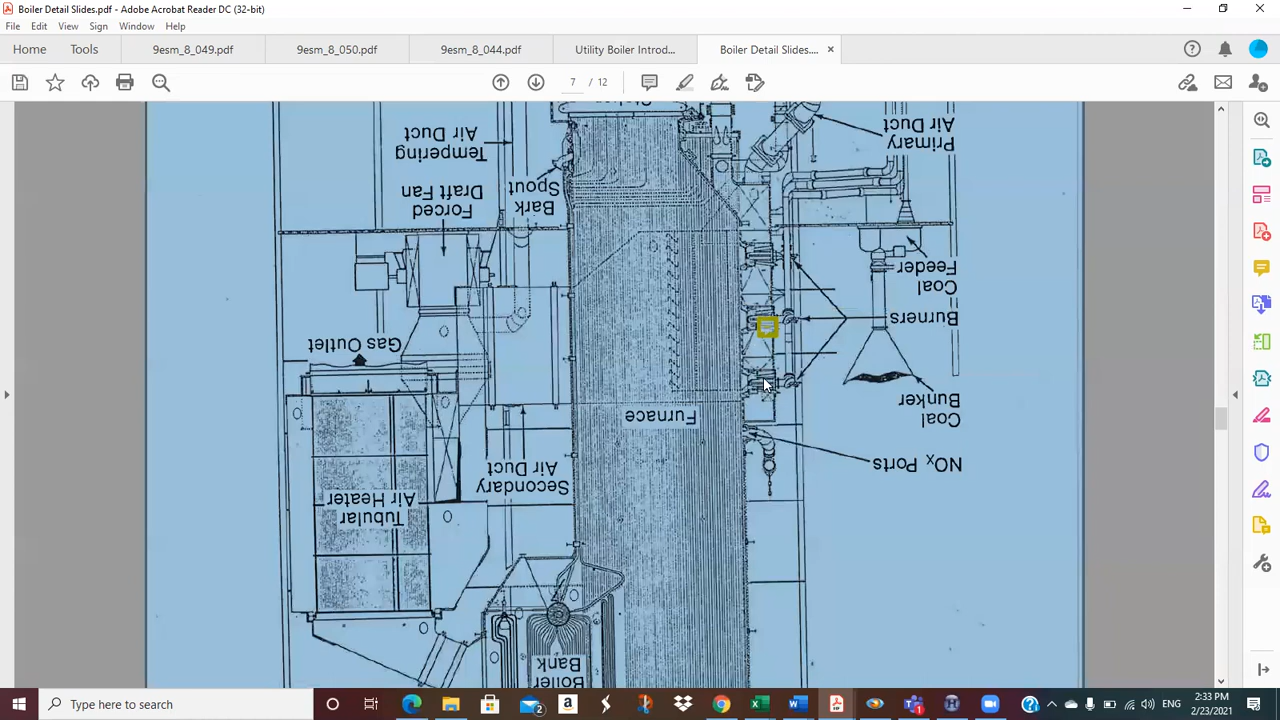 Boiler Detail Slides.pdf - Adobe Acrobat Reader DC (32-bit)
File Edit View Sign Window Help
Home Tools 9esm_8_049.pdf 9esm_8_050.pdf 9esm_8_044.pdf Utility Boiler Introd... Boiler Detail Slides....
7 / 12
Primary
Air Duct
Tempering
Air Duct
Bark
Spout
Forced
Draft Fan
Coal
Feeder
Burners
Gas Outlet
Coal
Bunker
Furnace
NOx Ports
Secondary
Air Duct
Tubular
Air Heater
Boiler
Bank
Type here to search
2
ENG
2:33 PM
2/23/2021